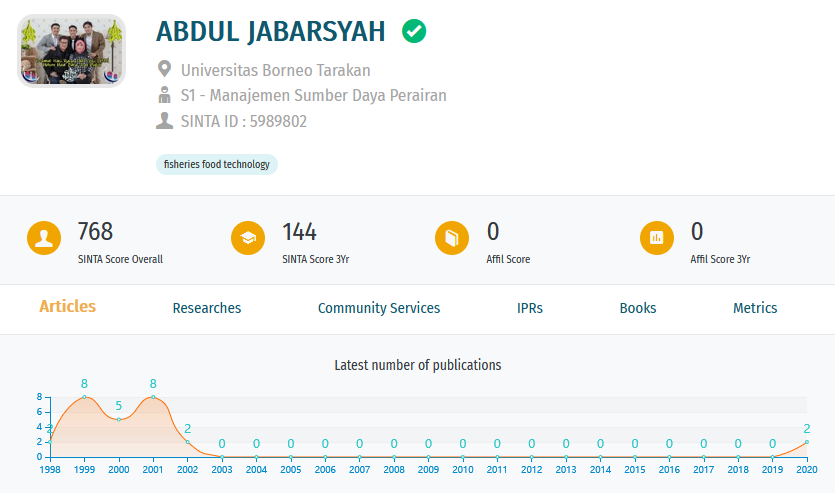 ABDUL JABARSYAH
Universitas Borneo Tarakan
S1 - Manajemen Sumber Daya Perairan
SINTA ID : 5989802
fisheries food technology
768
SINTA Score Overall
144
SINTA Score 3Yr
0
Affil Score
0
Affil Score 3Yr
Articles Researches Community Services IPRs Books Metrics
Latest number of publications
8
6
4
2
0
2 8 5 8 2 0 0 0 0 0 0 0 0 0 0 0 0 0 0 0 0 0 2
1998 1999 2000 2001 2002 2003 2004 2005 2006 2007 2008 2009 2010 2011 2012 2013 2014 2015 2016 2017 2018 2019 2020